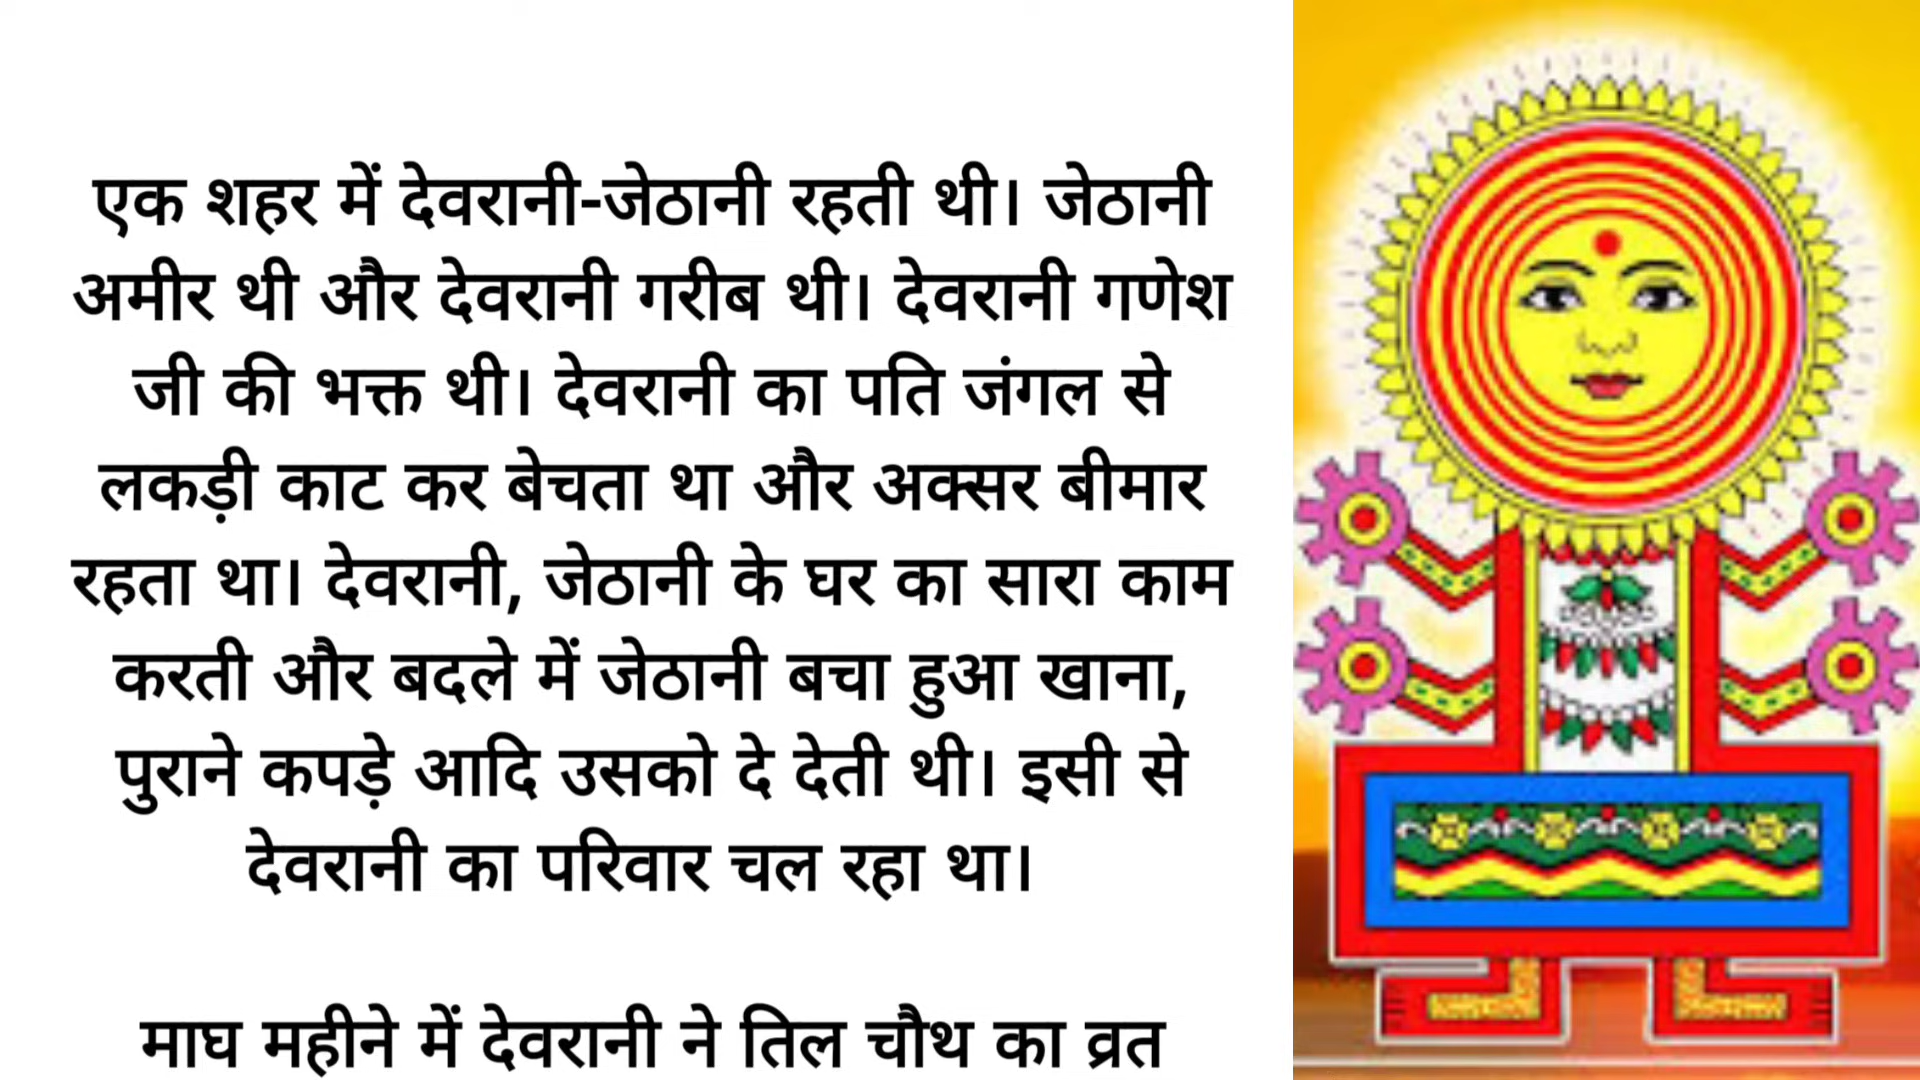 एक शहर में देवरानी-जेठानी रहती थी। जेठानी
अमीर थी और देवरानी गरीब थी। देवरानी गणेश
जी की भक्त थी। देवरानी का पति जंगल से
लकड़ी काट कर बेचता था और अक्सर बीमार
रहता था। देवरानी, जेठानी के घर का सारा काम
करती और बदले में जेठानी बचा हुआ खाना,
पुराने कपड़े आदि उसको दे देती थी। इसी से
देवरानी का परिवार चल रहा था।
माघ महीने में देवरानी ने तिल चौथ का व्रत